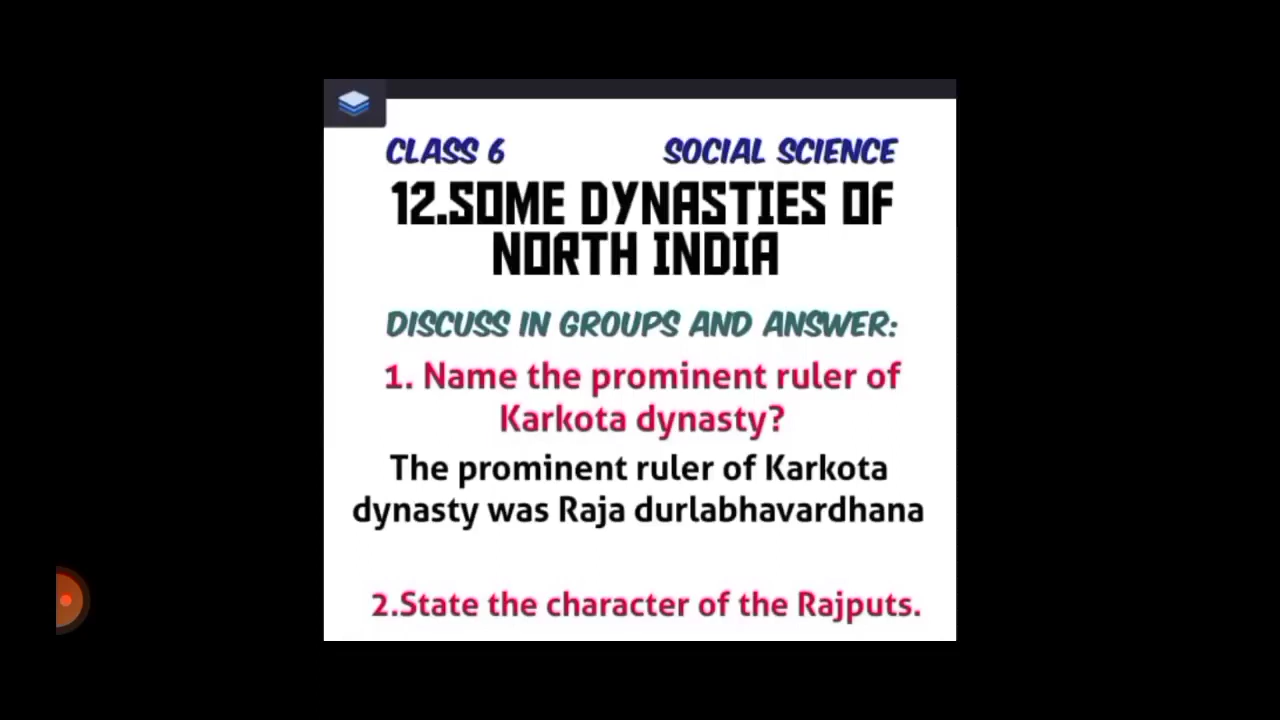 CLASS 6 SOCIAL SCIENCE
12.SOME DYNASTIES OF
NORTH INDIA
DISCUSS IN GROUPS AND ANSWER:
1. Name the prominent ruler of
Karkota dynasty?
The prominent ruler of Karkota
dynasty was Raja durlabhavardhana
2.State the character of the Rajputs.